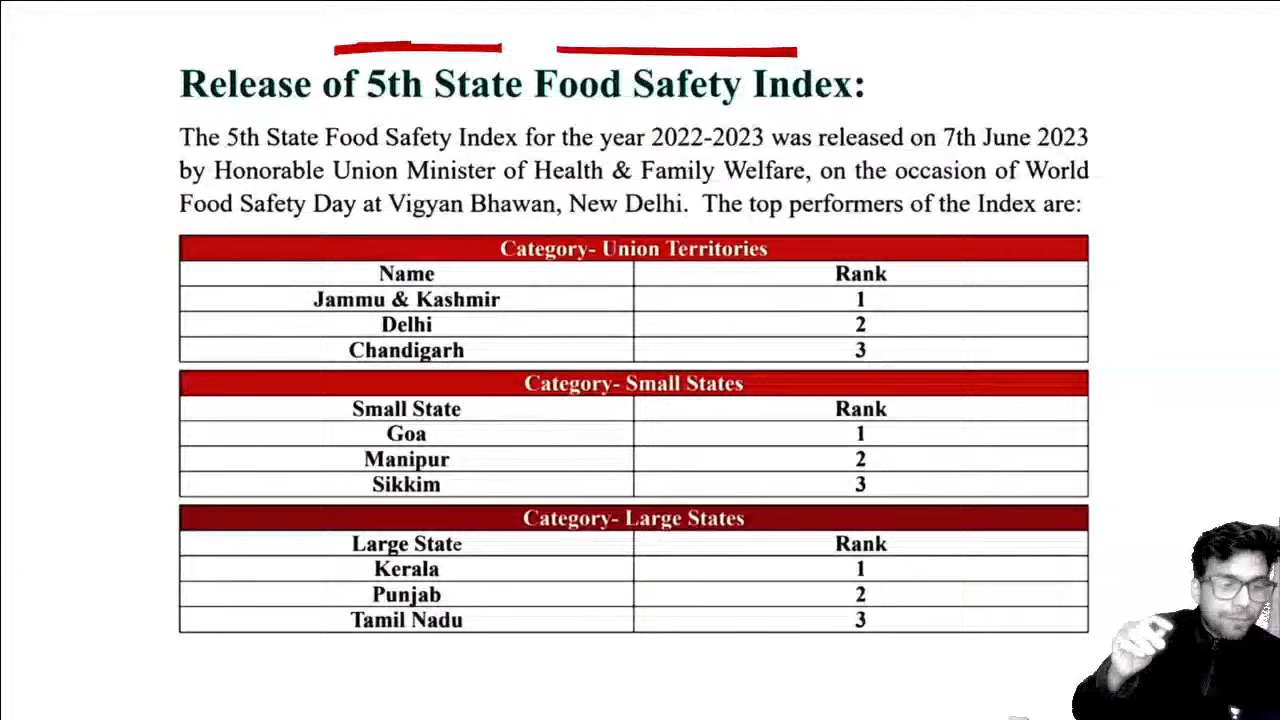 Release of 5th State Food Safety Index:
The 5th State Food Safety Index for the year 2022-2023 was released on 7th June 2023
by Honorable Union Minister of Health & Family Welfare, on the occasion of World
Food Safety Day at Vigyan Bhawan, New Delhi. The top performers of the Index are:
Category- Union Territories
Name Rank
Jammu & Kashmir 1
Delhi 2
Chandigarh 3
Category- Small States
Small State Rank
Goa 1
Manipur 2
Sikkim 3
Category- Large States
Large State Rank
Kerala 1
Punjab 2
Tamil Nadu 3